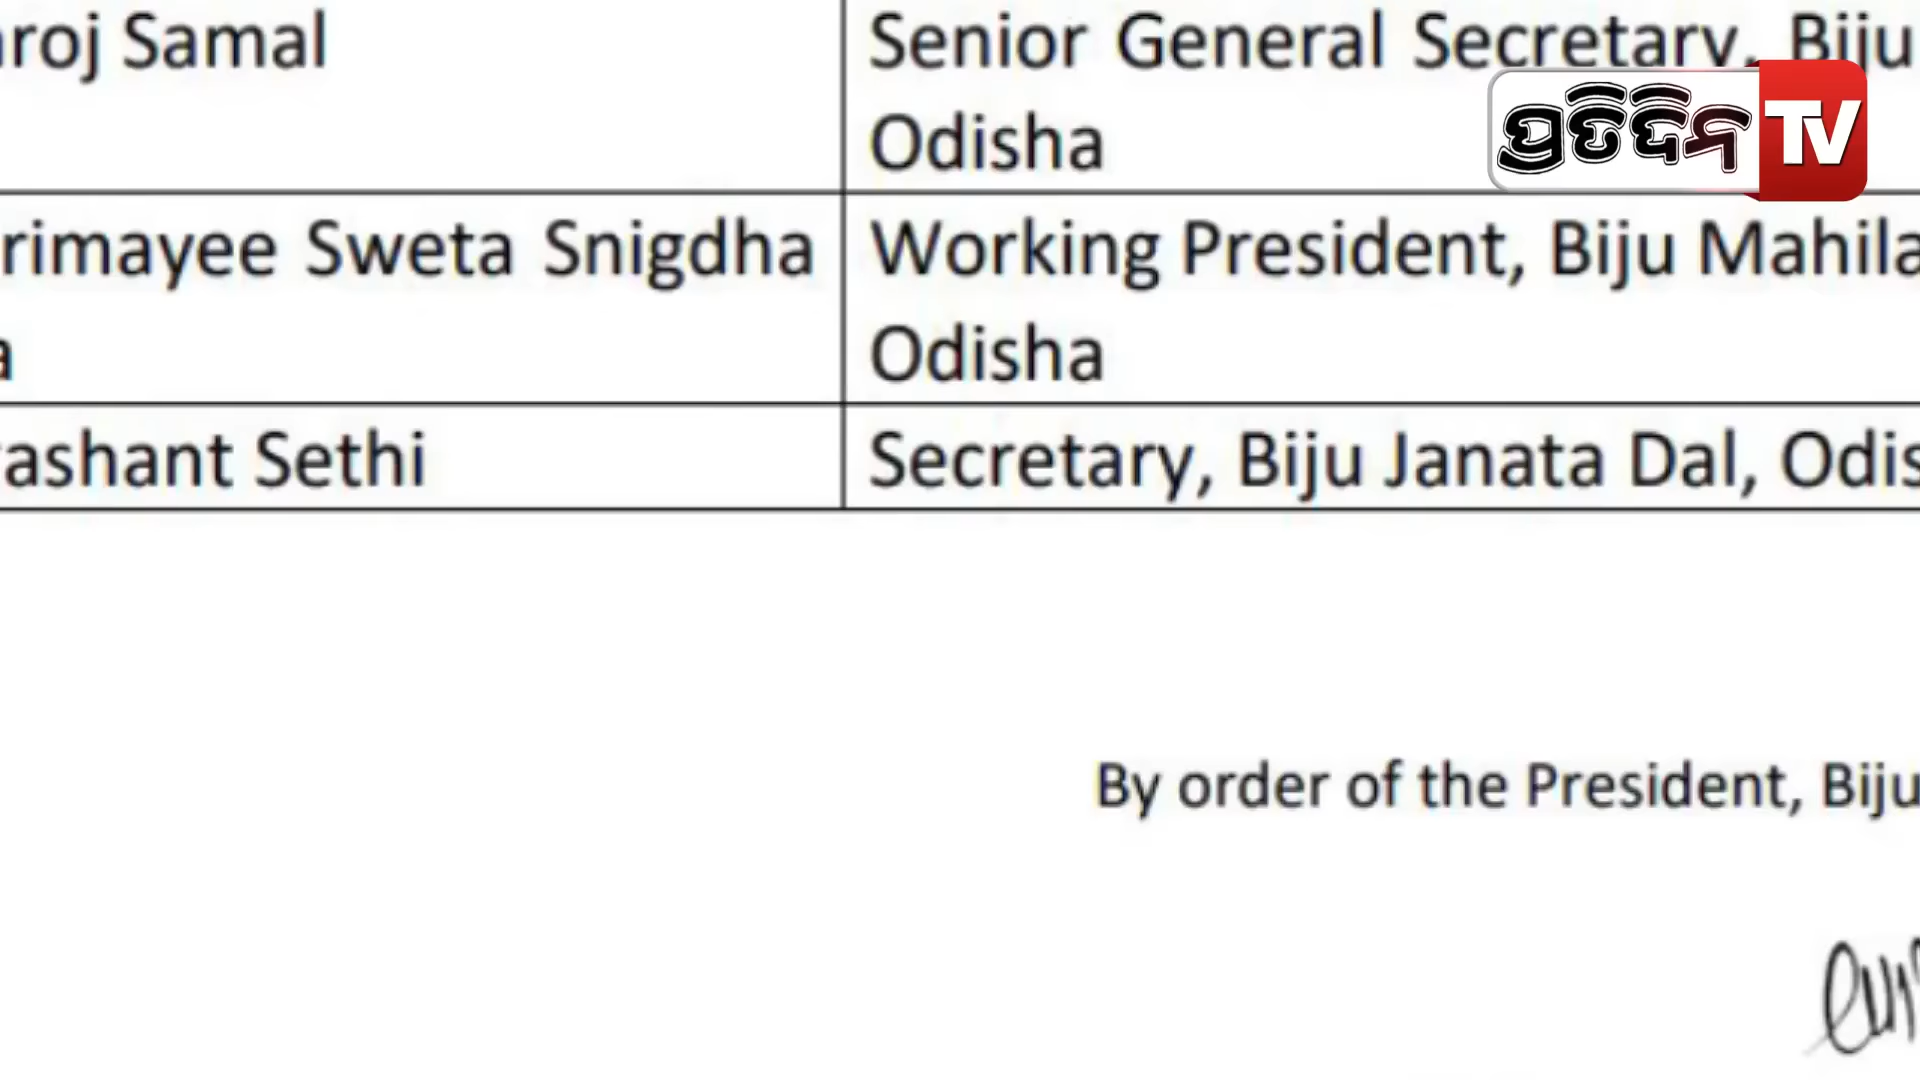 roj Samal
Senior General Secretary, Biju
Odisha
ପ୍ରତିଦିନ TV
rimayee Sweta Snigdha
a
Working President, Biju Mahila
Odisha
rashant Sethi
Secretary, Biju Janata Dal, Odis
By order of the President, Biju